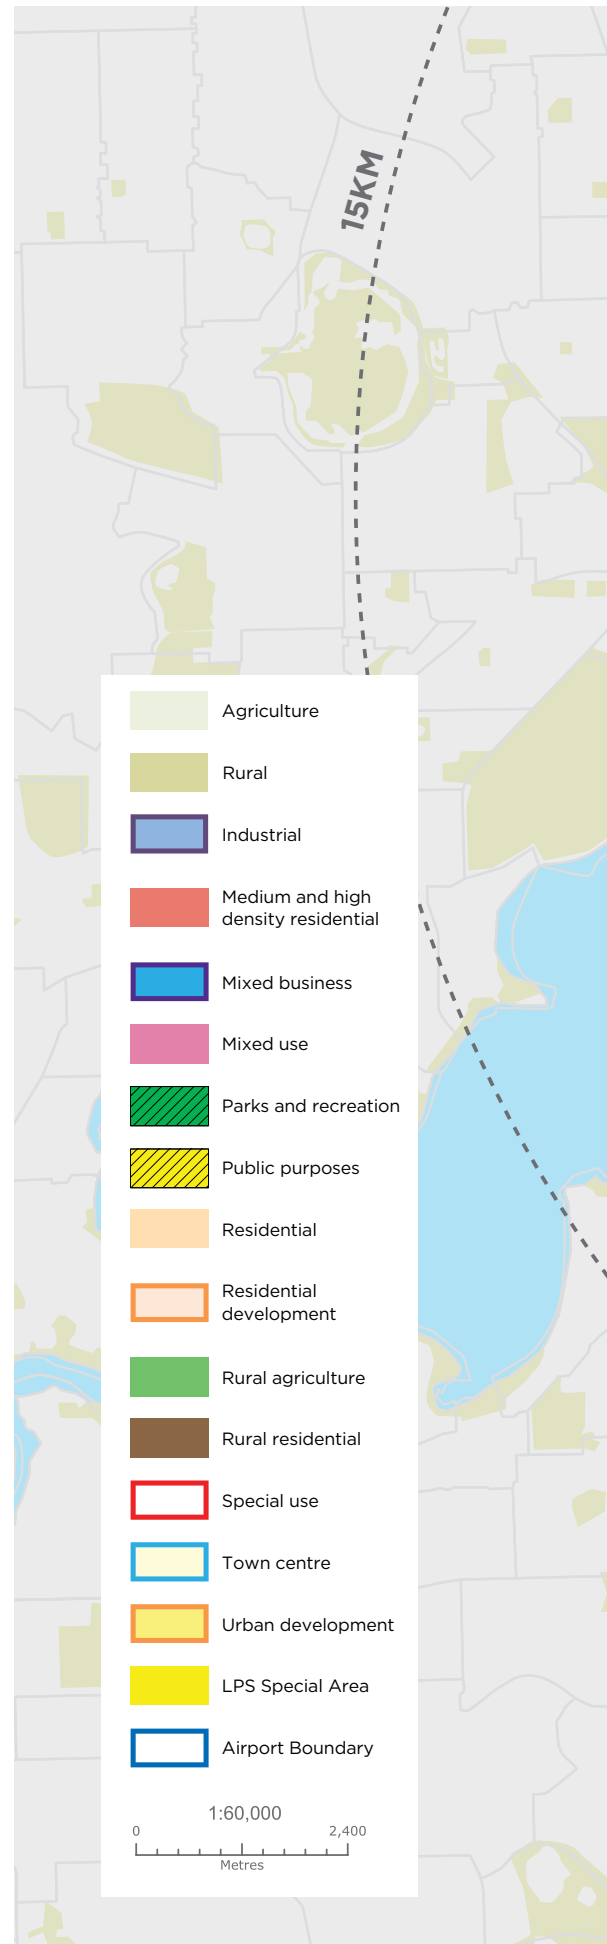 15KM
Agriculture
Rural
Industrial
Medium and high
density residential
Mixed business
Mixed use
Parks and recreation
Public purposes
Residential
Residential
development
Rural agriculture
Rural residential
Special use
Town centre
Urban development
LPS Special Area
Airport Boundary
1:60,000
0 2,400
Metres